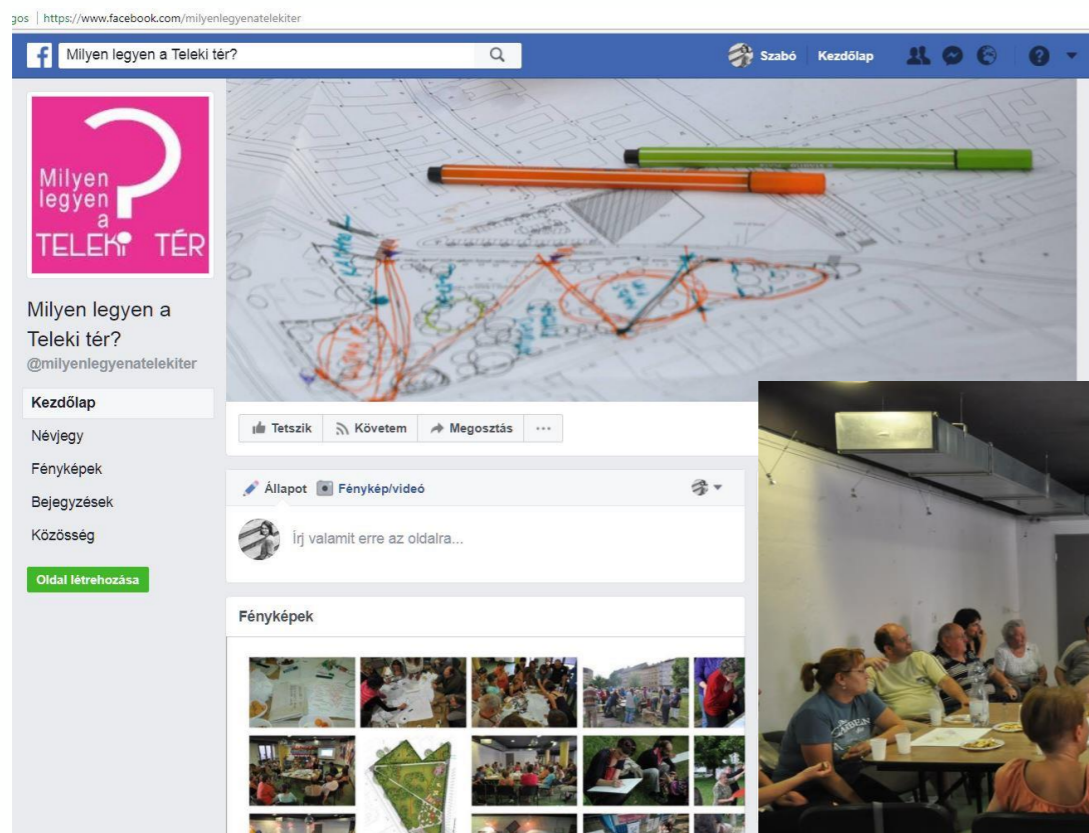 gos | https://www.facebook.com/milyenlegyenatelekiter
Milyen legyen a Teleki tér?
Szabó Kezdőlap
Milyen
legyen
a
TELEKI TÉR
?
Milyen legyen a
Teleki tér?
@milyenlegyenatelekiter
Kezdőlap
Névjegy
Fényképek
Bejegyzések
Közösség
Oldal létrehozása
Tetszik Követem Megosztás ...
Állapot Fénykép/videó
Írj valamit erre az oldalra...
Fényképek